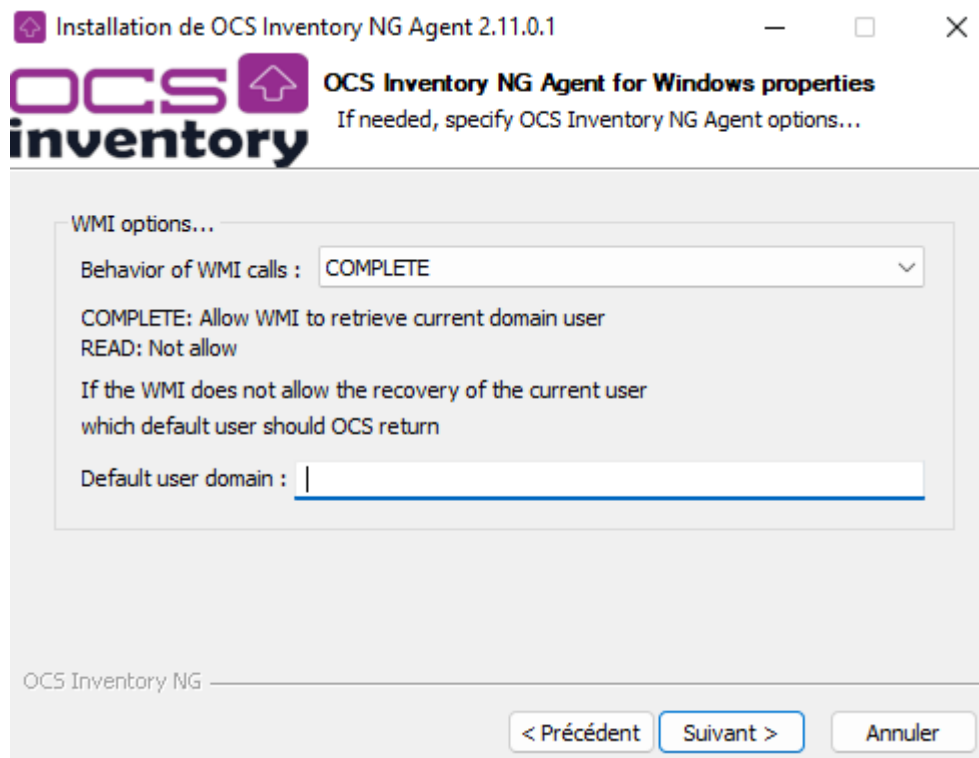 Installation de OCS Inventory NG Agent 2.11.0.1
OCS
inventory
OCS Inventory NG Agent for Windows properties
If needed, specify OCS Inventory NG Agent options...
WMI options...
Behavior of WMI calls : COMPLETE
COMPLETE: Allow WMI to retrieve current domain user
READ: Not allow
If the WMI does not allow the recovery of the current user
which default user should OCS return
Default user domain :
OCS Inventory NG
< Précédent Suivant > Annuler